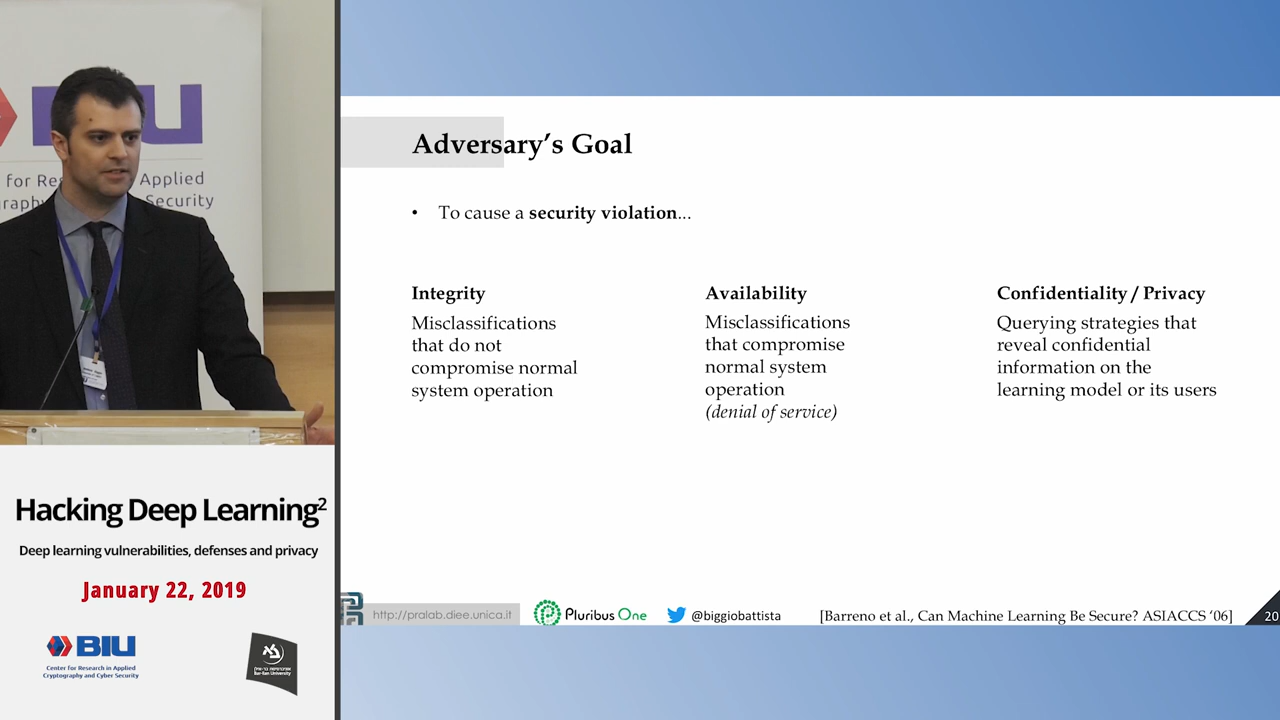 BIU
for Re Applied
Security
Hacking Deep Learning²
Deep learning vulnerabilities, defenses and privacy
January 22, 2019
BIU
Center for Research in Applied
Cryptography and Cyber Security
Bar-Ilan University
Adversary's Goal
• To cause a security violation...
Integrity
Misclassifications
that do not
compromise normal
system operation
Availability
Misclassifications
that compromise
normal system
operation
(denial of service)
Confidentiality / Privacy
Querying strategies that
reveal confidential
information on the
learning model or its users
http://pralab.diee.unica.it
Pluribus One
@biggiobattista
[Barreno et al., Can Machine Learning Be Secure? ASIACCS '06]
20